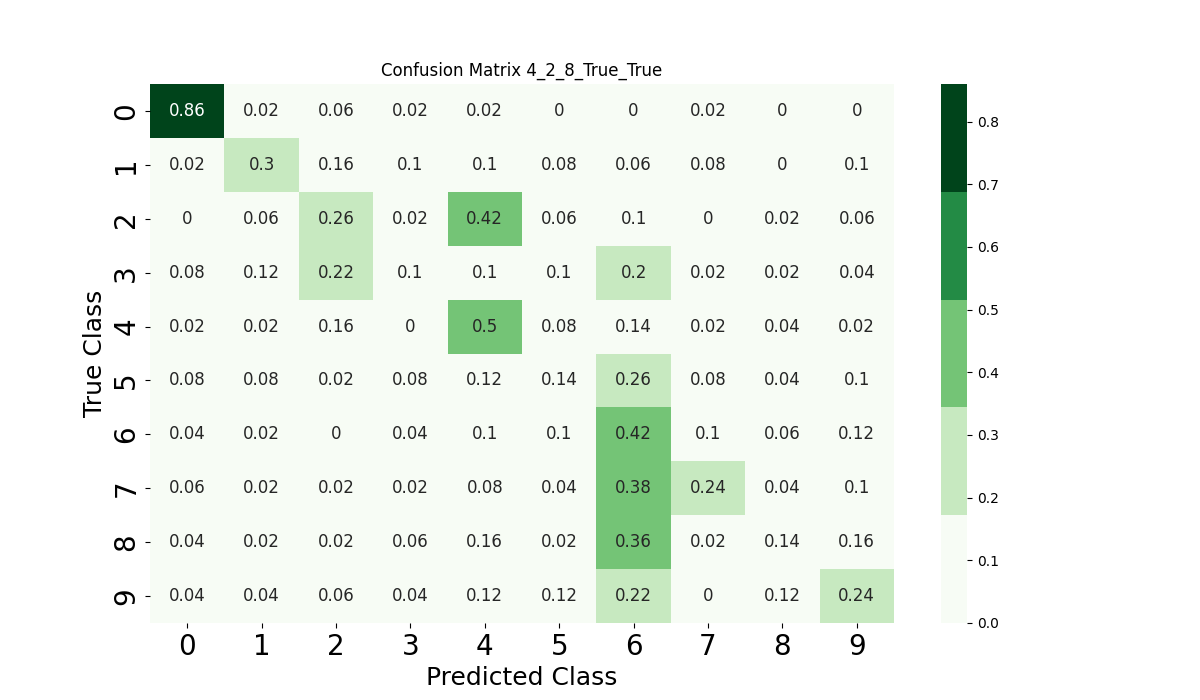 Confusion Matrix 4_2_8_True_True
0 0.86 0.02 0.06 0.02 0.02 0 0 0.02 0 0
1 0.02 0.3 0.16 0.1 0.1 0.08 0.06 0.08 0 0.1
2 0 0.06 0.26 0.02 0.42 0.06 0.1 0 0.02 0.06
3 0.08 0.12 0.22 0.1 0.1 0.1 0.2 0.02 0.02 0.04
4 0.02 0.02 0.16 0 0.5 0.08 0.14 0.02 0.04 0.02
5 0.08 0.08 0.02 0.08 0.12 0.14 0.26 0.08 0.04 0.1
6 0.04 0.02 0 0.04 0.1 0.1 0.42 0.1 0.06 0.12
7 0.06 0.02 0.02 0.02 0.08 0.04 0.38 0.24 0.04 0.1
8 0.04 0.02 0.02 0.06 0.16 0.02 0.36 0.02 0.14 0.16
9 0.04 0.04 0.06 0.04 0.12 0.12 0.22 0 0.12 0.24
0 1 2 3 4 5 6 7 8 9
Predicted Class
True Class
0.8
0.7
0.6
0.5
0.4
0.3
0.2
0.1
0.0